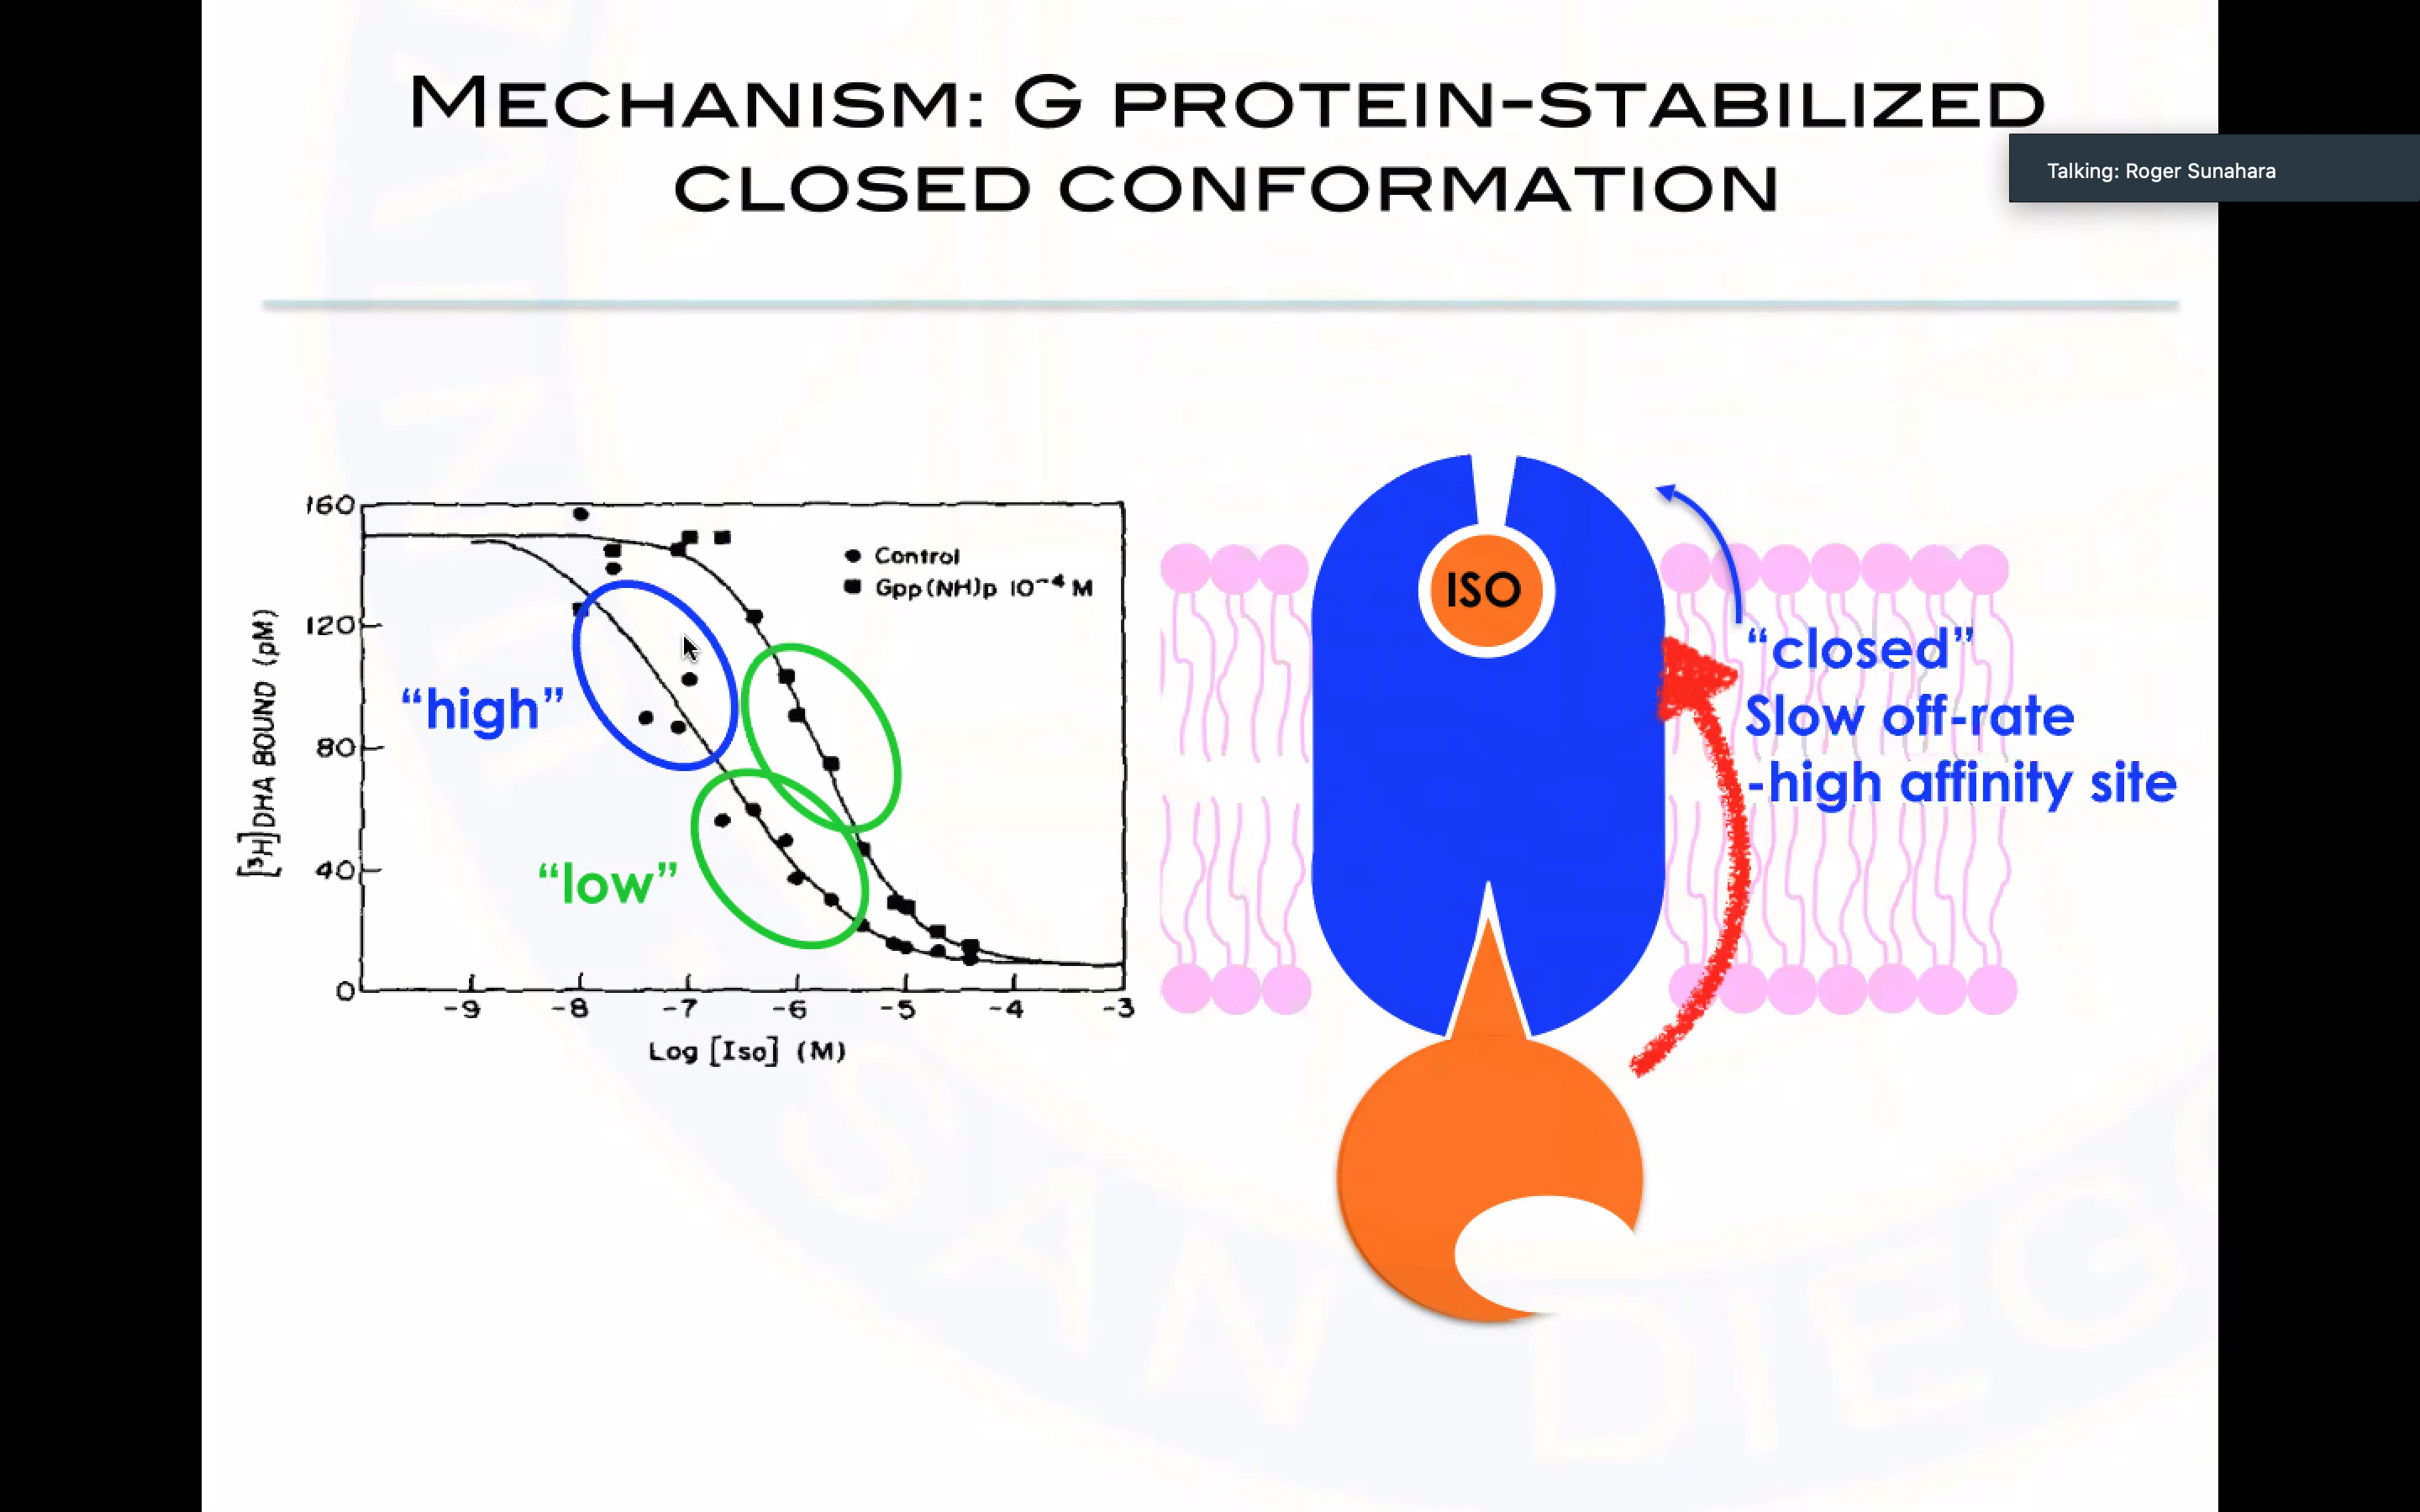 MECHANISM: G PROTEIN-STABILIZED
CLOSED CONFORMATION
Talking: Roger Sunahara
160
120
80
40
0
[³H]DHA BOUND (pM)
● Control
■ Gpp(NH)p 10⁻⁴ M
“high”
“low”
-9 -8 -7 -6 -5 -4 -3
Log [Iso] (M)
ISO
“closed”
Slow off-rate
-high affinity site
SAN DIEGO